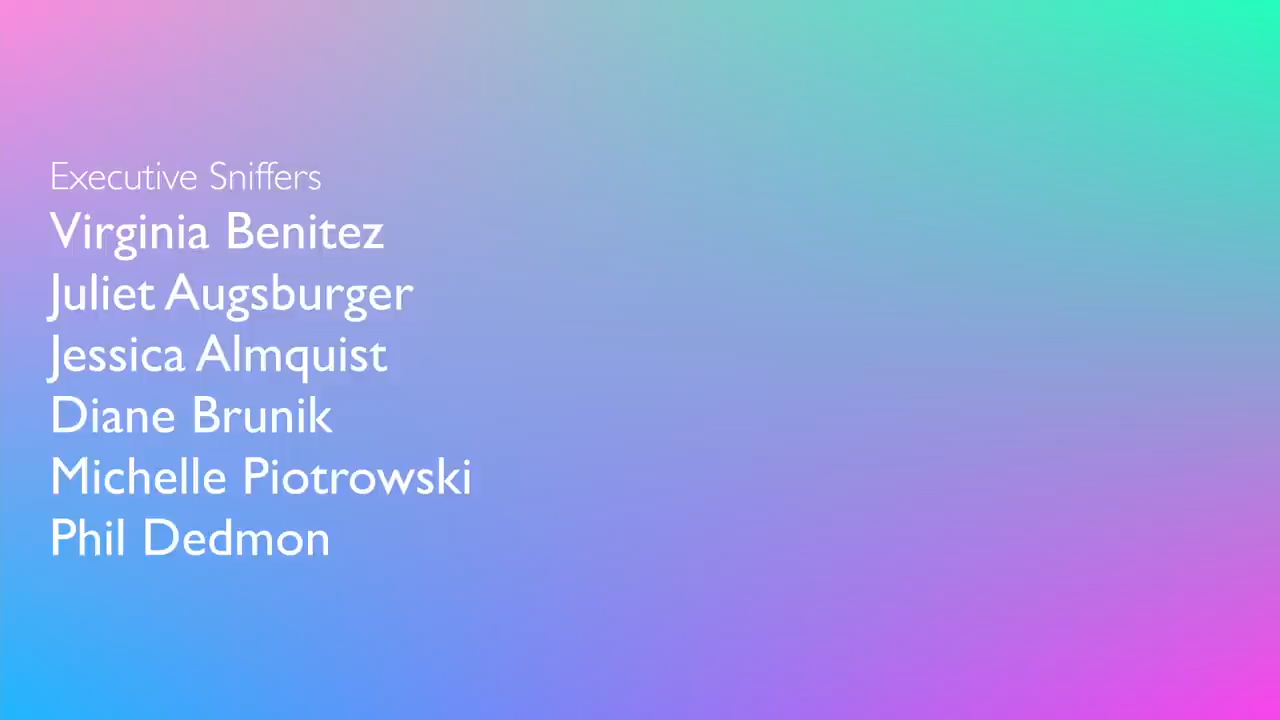 Executive Sniffers
Virginia Benitez
Juliet Augsburger
Jessica Almquist
Diane Brunik
Michelle Piotrowski
Phil Dedmon